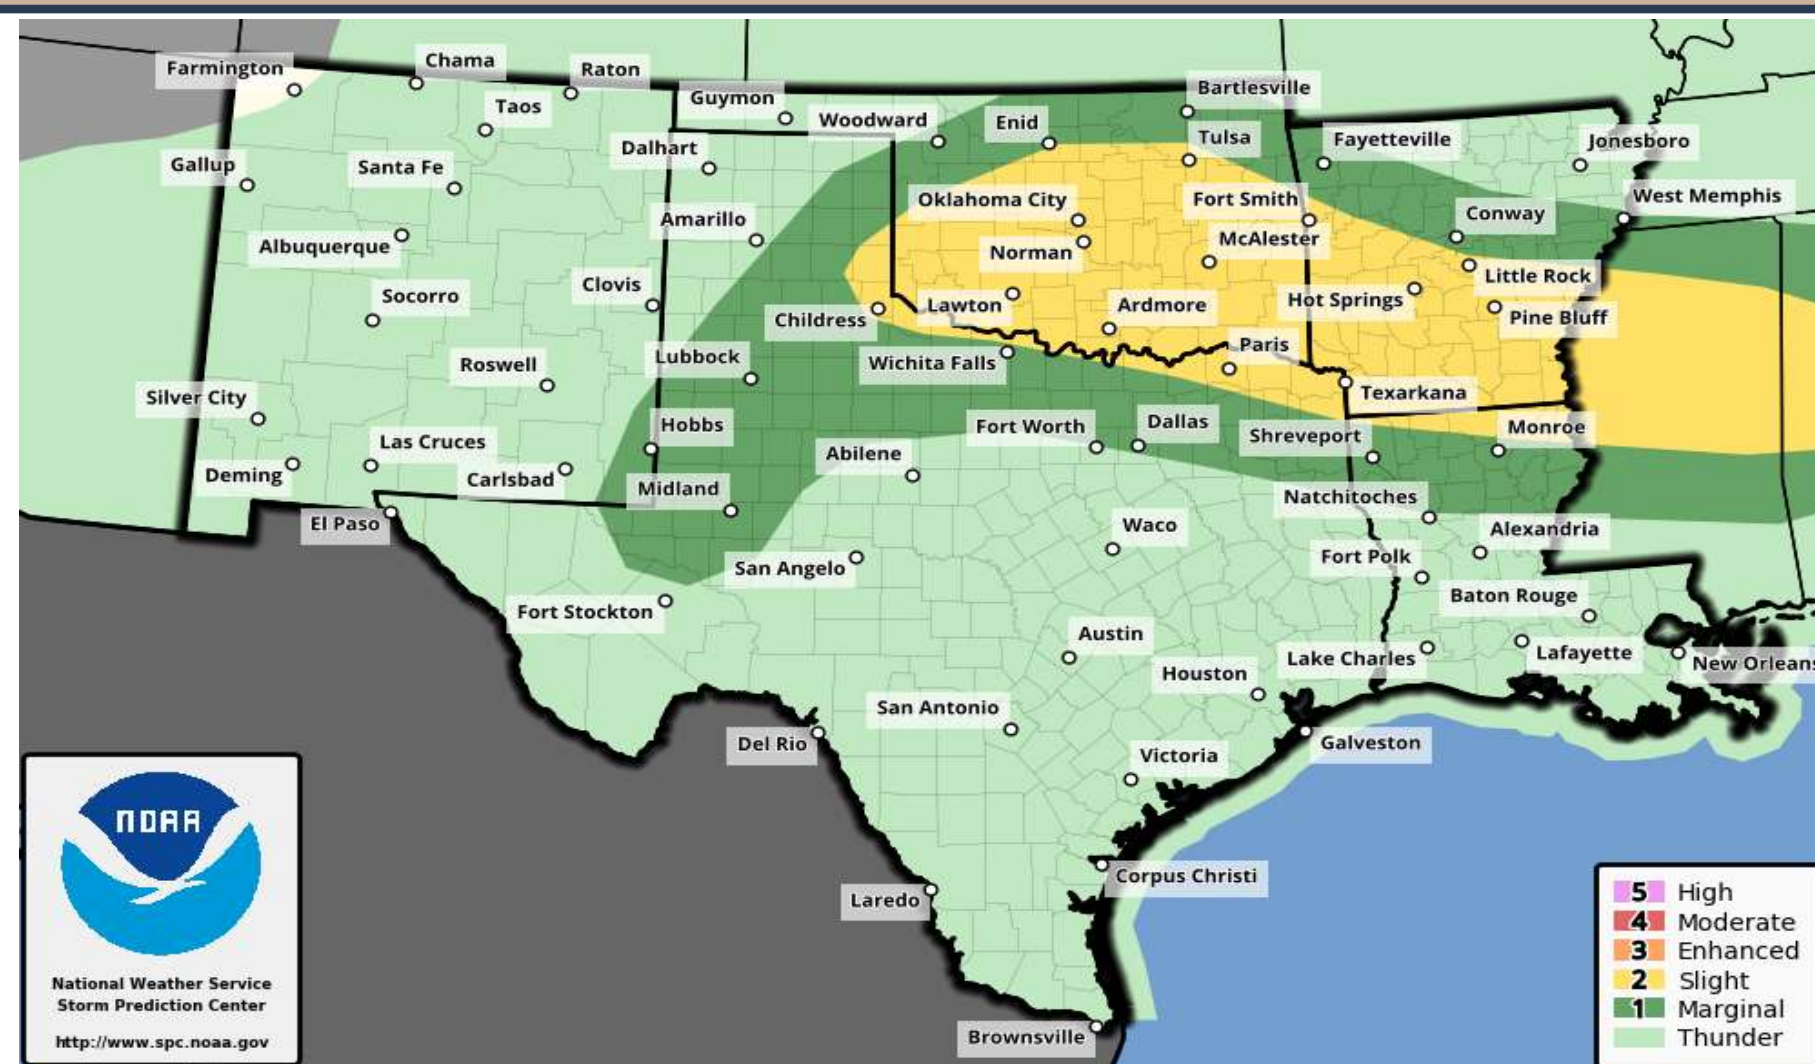 Farmington
Chama
Raton
Taos
Guymon
Woodward
Enid
Bartlesville
Tulsa
Fayetteville
Jonesboro
Gallup
Santa Fe
Dalhart
Oklahoma City
Fort Smith
West Memphis
Conway
Albuquerque
Amarillo
Norman
McAlester
Little Rock
Socorro
Clovis
Childress
Lawton
Ardmore
Hot Springs
Pine Bluff
Roswell
Lubbock
Wichita Falls
Paris
Texarkana
Silver City
Hobbs
Fort Worth
Dallas
Shreveport
Monroe
Las Cruces
Abilene
Deming
Carlsbad
Midland
Natchitoches
El Paso
Waco
Alexandria
San Angelo
Fort Polk
Baton Rouge
Fort Stockton
Austin
Lake Charles
Lafayette
New Orleans
Houston
San Antonio
Del Rio
Galveston
Victoria
Corpus Christi
Laredo
Brownsville
NOAA
National Weather Service
Storm Prediction Center
http://www.spc.noaa.gov
5 High
4 Moderate
3 Enhanced
2 Slight
1 Marginal
Thunder